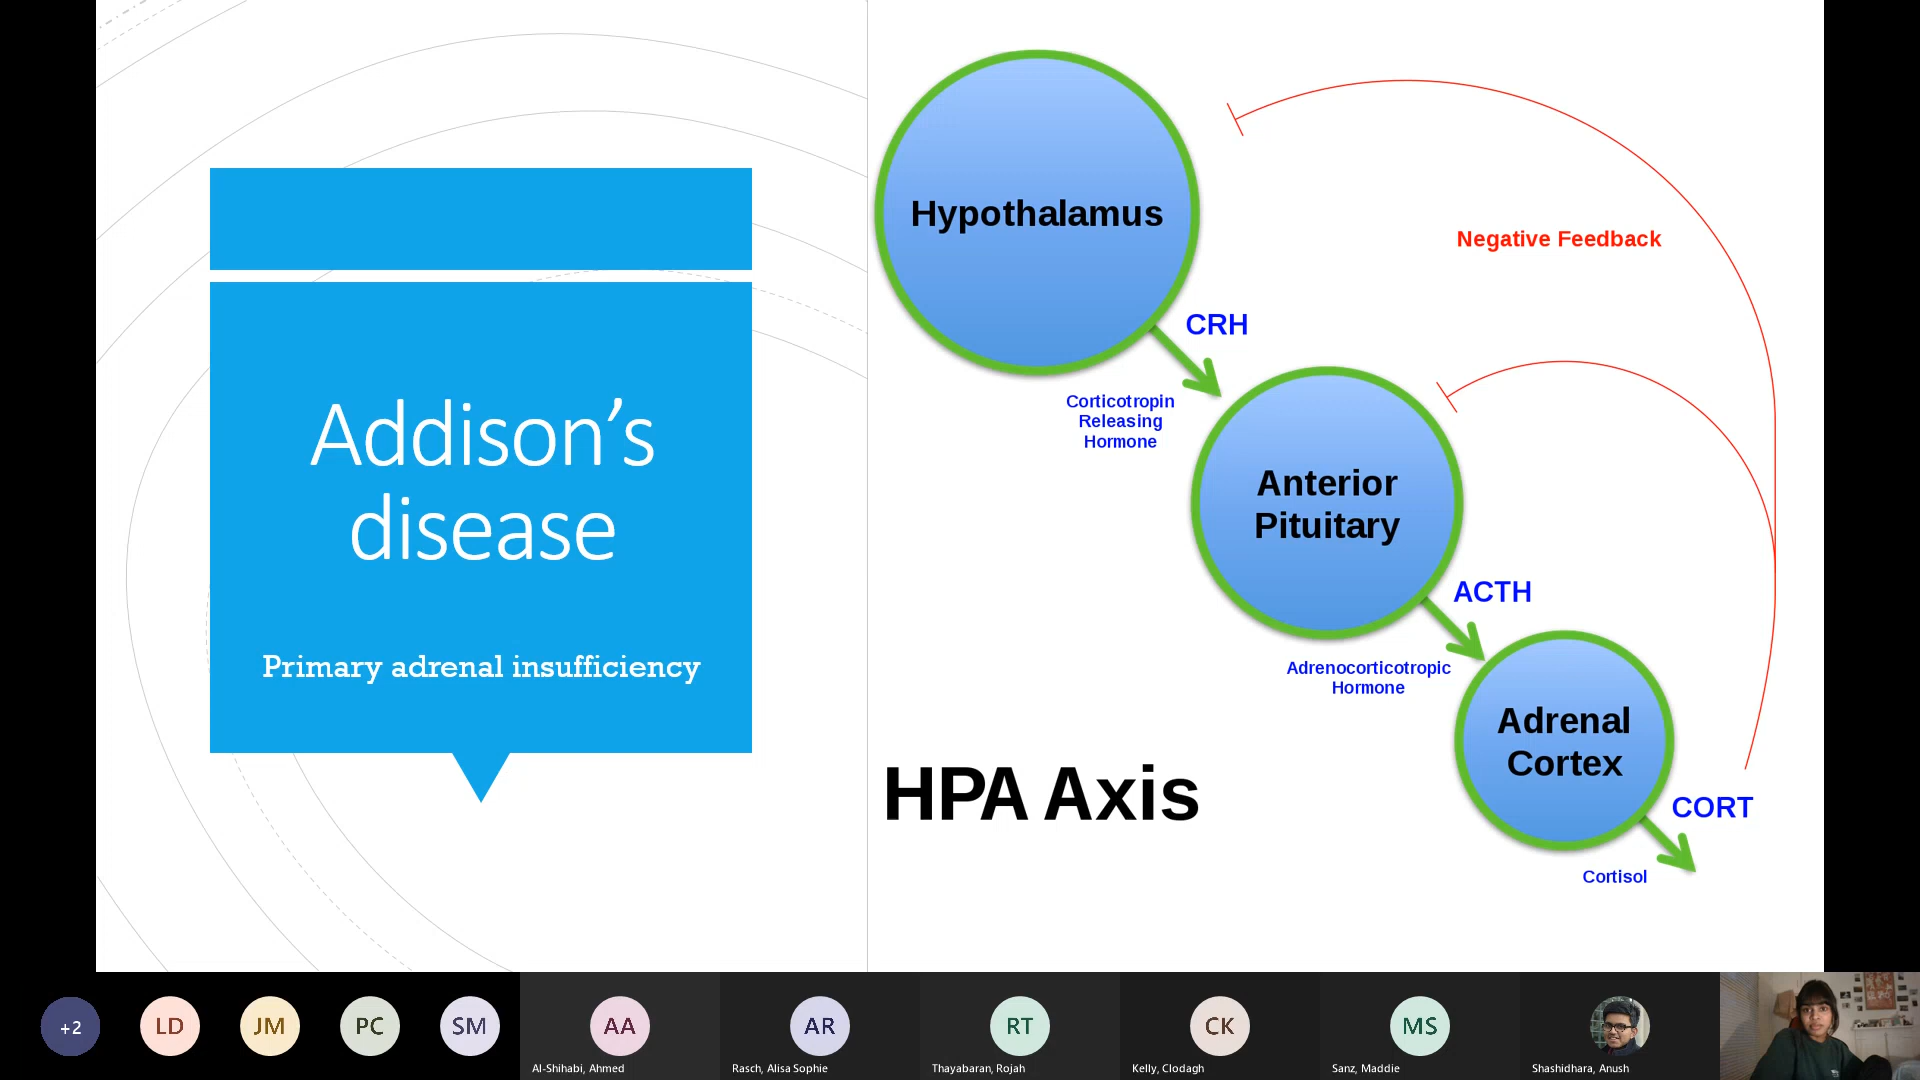 Addison’s
disease
Primary adrenal insufficiency
Hypothalamus
Negative Feedback
CRH
Corticotropin
Releasing
Hormone
Anterior
Pituitary
ACTH
Adrenocorticotropic
Hormone
Adrenal
Cortex
HPA Axis
CORT
Cortisol
+2
LD
JM
PC
SM
AA
AR
RT
CK
MS
Al-Shihabi, Ahmed
Rasch, Alisa Sophie
Thayabaran, Rojah
Kelly, Clodagh
Sanz, Maddie
Shashidhara, Anush